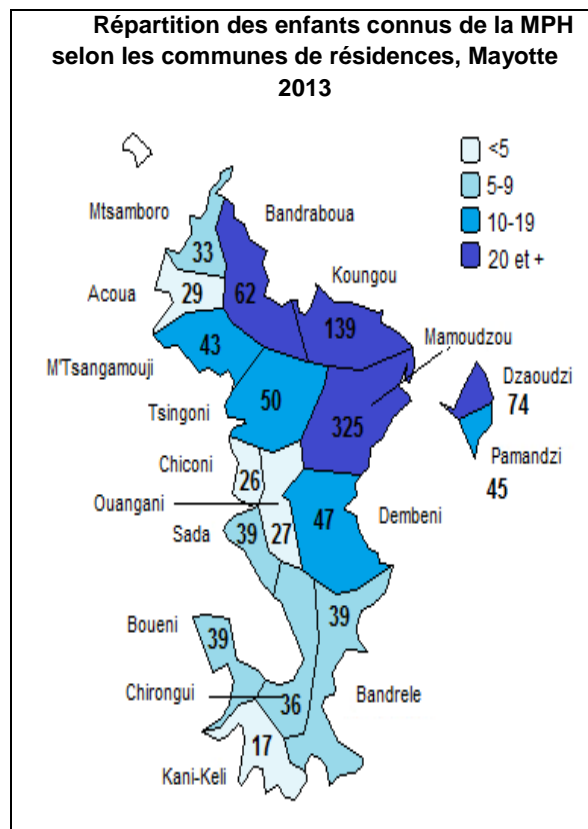 Répartition des enfants connus de la MPH
selon les communes de résidences, Mayotte
2013
<5
5-9
10-19
20 et +
Mtsamboro
33
Bandraboua
62
Koungou
139
Acoua
29
Mamoudzou
325
M'Tsangamouji
43
Dzaoudzi
74
Tsingoni
50
Pamandzi
45
Chiconi
26
Ouangani
27
Dembeni
47
Sada
39
Boueni
39
Bandrele
39
Chirongui
36
Kani-Keli
17